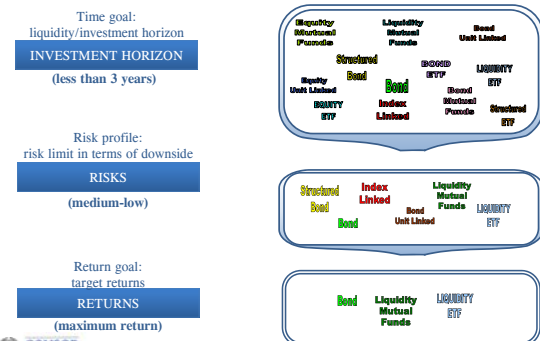 Time goal:
liquidity/investment horizon
INVESTMENT HORIZON
(less than 3 years)
Equity
Mutual
Funds
Liquidity
Mutual
Funds
Bond
Unit Linked
Structured
Bond
BOND
ETF
LIQUIDITY
ETF
Equity
Unit Linked
Bond
Bond
Mutual
Funds
EQUITY
ETF
Index
Linked
Structured
ETF
Risk profile:
risk limit in terms of downside
RISKS
(medium-low)
Structured
Bond
Index
Linked
Liquidity
Mutual
Funds
Bond
Bond
Unit Linked
LIQUIDITY
ETF
Return goal:
target returns
RETURNS
(maximum return)
Bond
Liquidity
Mutual
Funds
LIQUIDITY
ETF